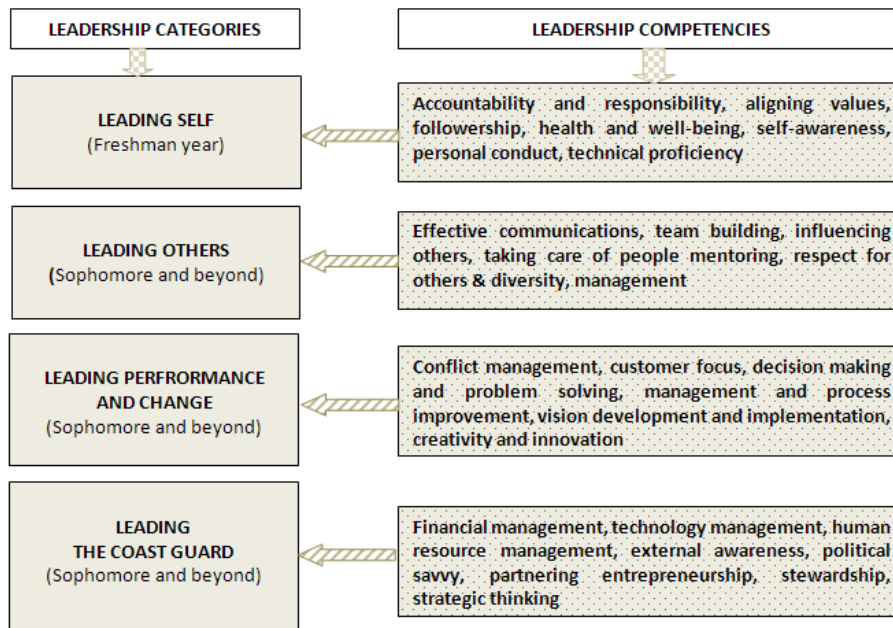 LEADERSHIP CATEGORIES
LEADERSHIP COMPETENCIES
LEADING SELF
(Freshman year)
Accountability and responsibility, aligning values,
followership, health and well-being, self-awareness,
personal conduct, technical proficiency
LEADING OTHERS
(Sophomore and beyond)
Effective communications, team building, influencing
others, taking care of people mentoring, respect for
others & diversity, management
LEADING PERFRORMANCE
AND CHANGE
(Sophomore and beyond)
Conflict management, customer focus, decision making
and problem solving, management and process
improvement, vision development and implementation,
creativity and innovation
LEADING
THE COAST GUARD
(Sophomore and beyond)
Financial management, technology management, human
resource management, external awareness, political
savvy, partnering entrepreneurship, stewardship,
strategic thinking